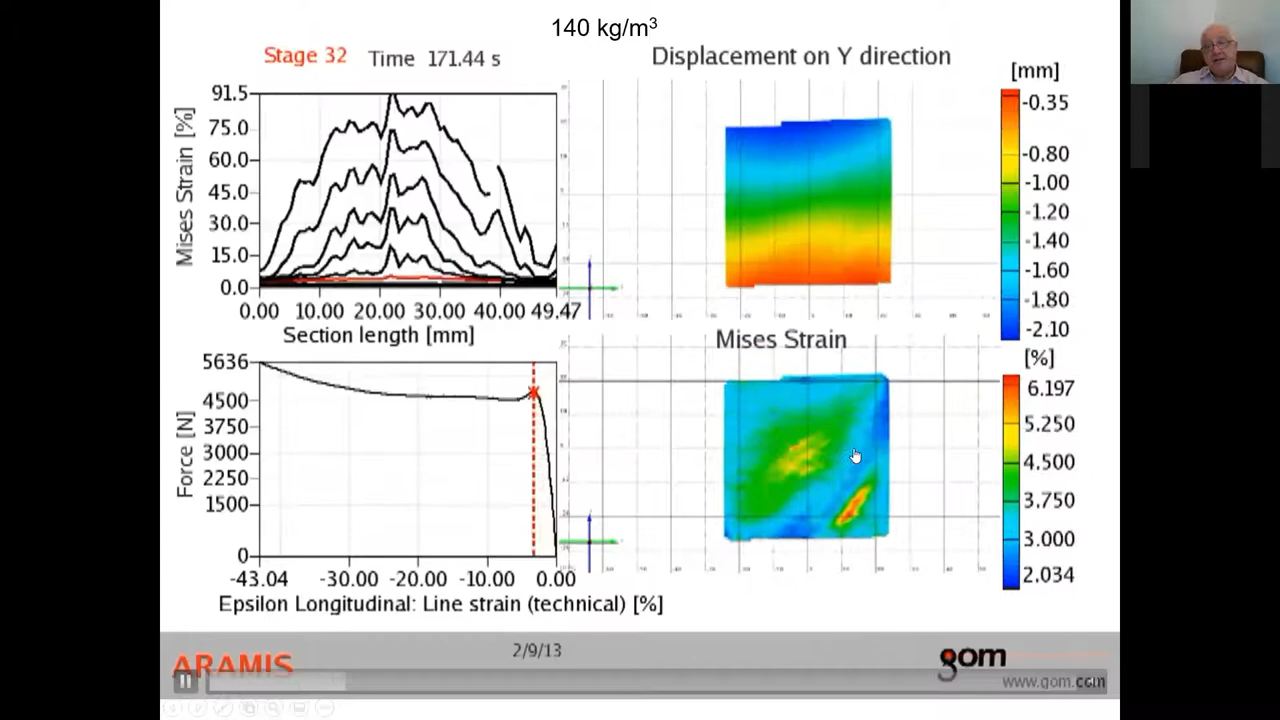 140 kg/m³
Stage 32 Time 171.44 s
Displacement on Y direction
[mm]
Mises Strain [%]
91.5
75.0
60.0
45.0
30.0
15.0
0.0
0.00 10.00 20.00 30.00 40.00 49.47
Section length [mm]
-0.35
-0.80
-1.00
-1.20
-1.40
-1.60
-1.80
-2.10
Mises Strain
[%]
Force [N]
5636
4500
3750
3000
2250
1500
0
-43.04 -30.00 -20.00 -10.00 0.00
Epsilon Longitudinal: Line strain (technical) [%]
6.197
5.250
4.500
3.750
3.000
2.034
ARAMIS
2/9/13
gom
www.gom.com